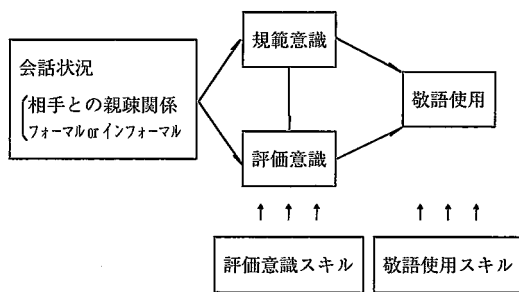 規範意識
会話状況
相手との親疎関係
フォーマルorインフォーマル
敬語使用
評価意識
評価意識スキル
敬語使用スキル